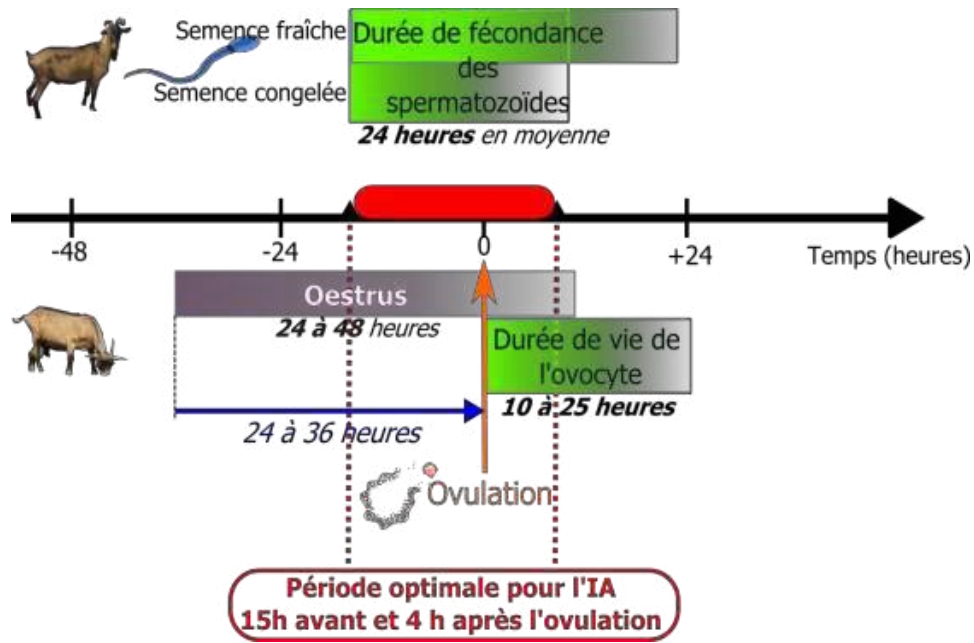 Semence fraîche
Durée de fécondance
des
spermatozoïdes
Semence congelée
24 heures en moyenne
-48
-24
0
+24
Temps (heures)
Oestrus
24 à 48 heures
Durée de vie de
l'ovocyte
10 à 25 heures
24 à 36 heures
Ovulation
Période optimale pour l'IA
15h avant et 4 h après l'ovulation